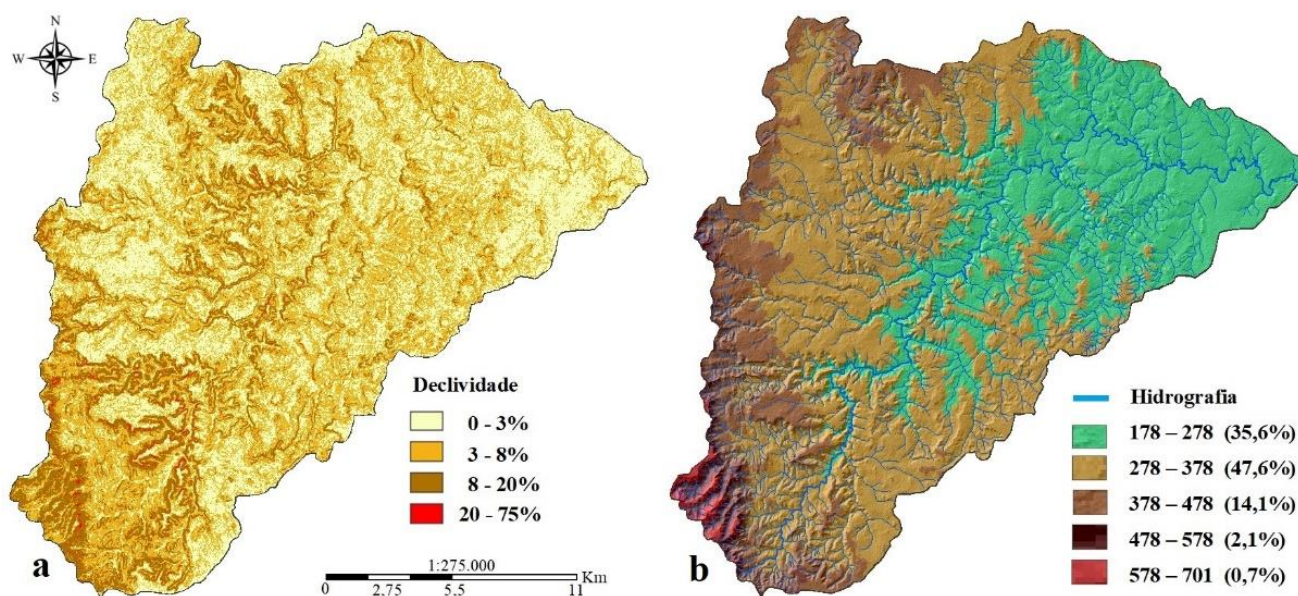 N
W E
S
Declividade
0 - 3%
3 - 8%
8 - 20%
20 - 75%
a
1:275.000
0 2.75 5.5 11 Km
Hidrografia
178 – 278 (35,6%)
278 – 378 (47,6%)
378 – 478 (14,1%)
478 – 578 (2,1%)
578 – 701 (0,7%)
b